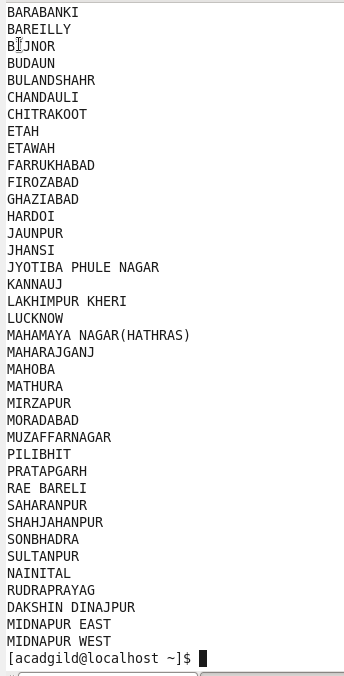 BARABANKI
BAREILLY
BIJNOR
BUDAUN
BULANDSHAHR
CHANDAULI
CHITRAKOOT
ETAH
ETAWAH
FARRUKHABAD
FIROZABAD
GHAZIABAD
HARDOI
JAUNPUR
JHANSI
JYOTIBA PHULE NAGAR
KANNAUJ
LAKHIMPUR KHERI
LUCKNOW
MAHAMAYA NAGAR(HATHRAS)
MAHARAJGANJ
MAHOBA
MATHURA
MIRZAPUR
MORADABAD
MUZAFFARNAGAR
PILIBHIT
PRATAPGARH
RAE BARELI
SAHARANPUR
SHAHJAHANPUR
SONBHADRA
SULTANPUR
NAINITAL
RUDRAPRAYAG
DAKSHIN DINAJPUR
MIDNAPUR EAST
MIDNAPUR WEST
[acadgild@localhost ~]$